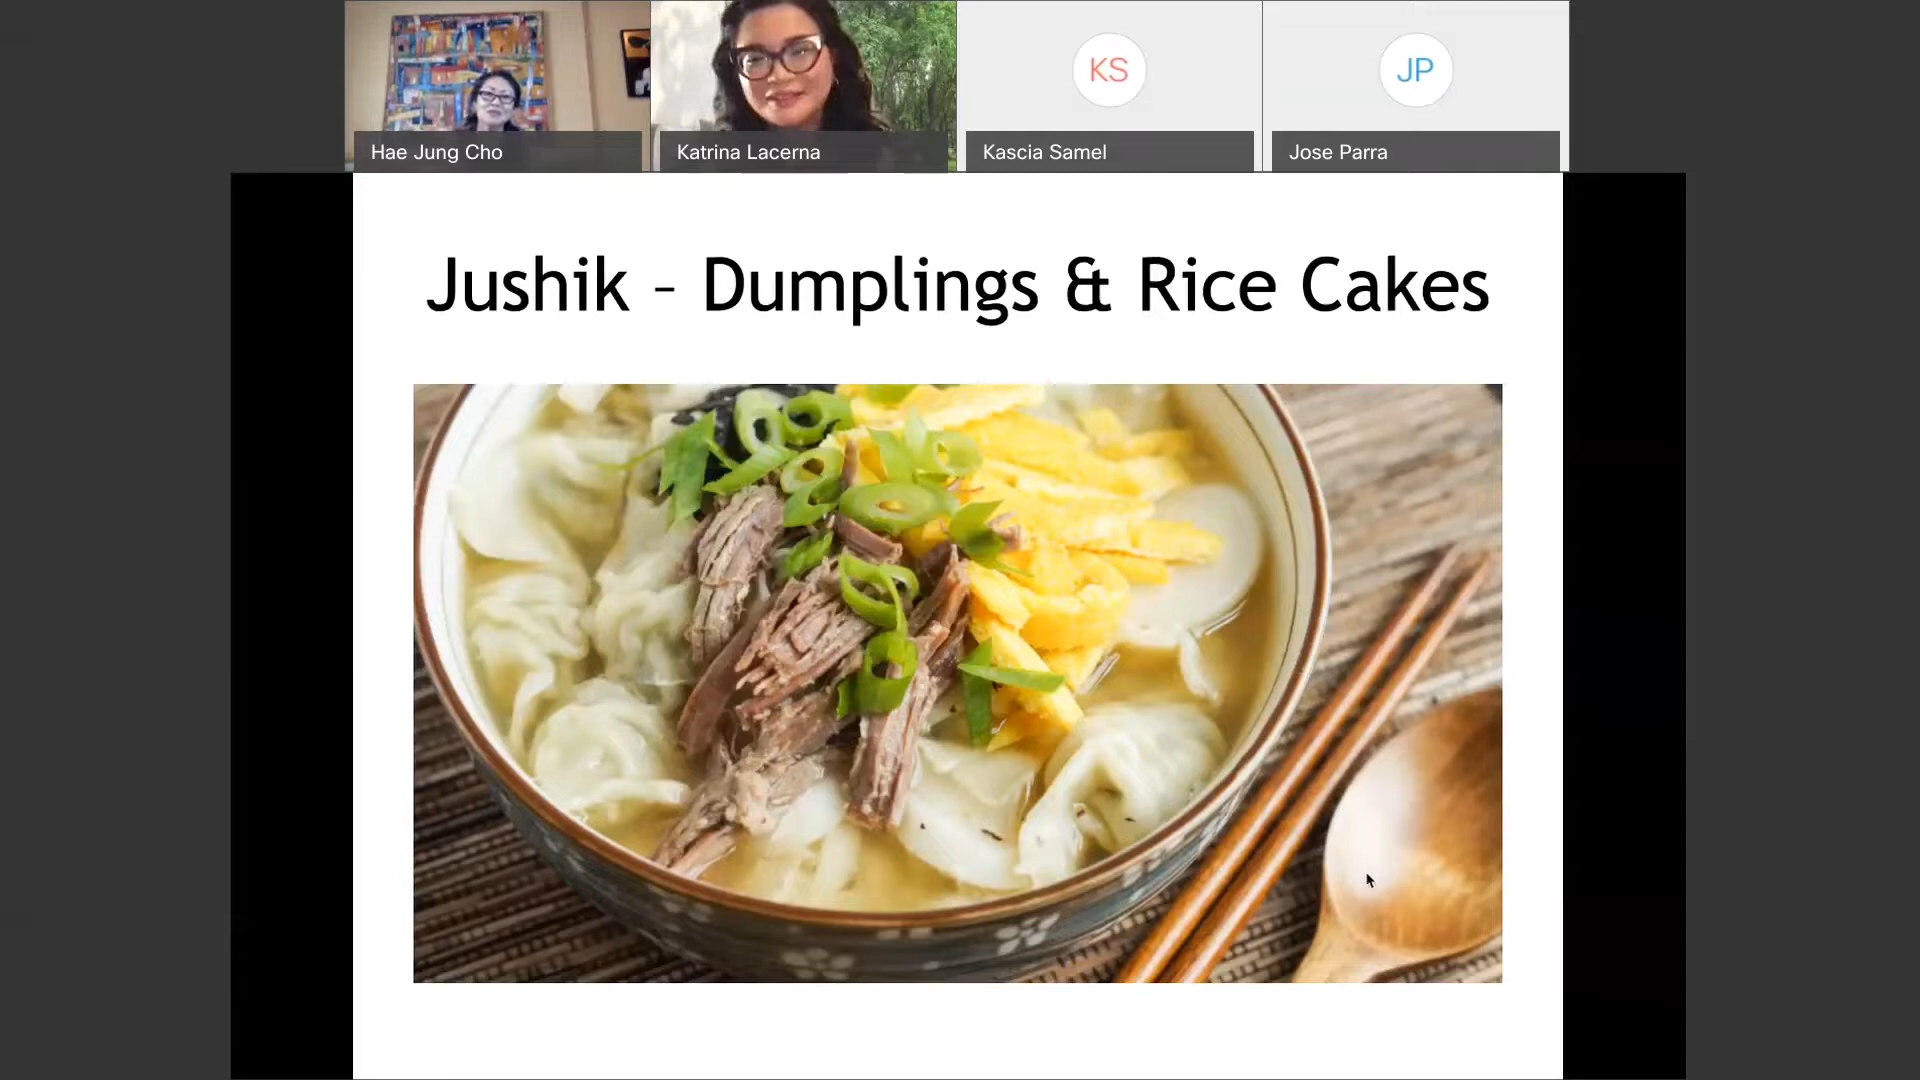 Hae Jung Cho
Katrina Lacerna
KS
Kascia Samel
JP
Jose Parra
Jushik – Dumplings & Rice Cakes